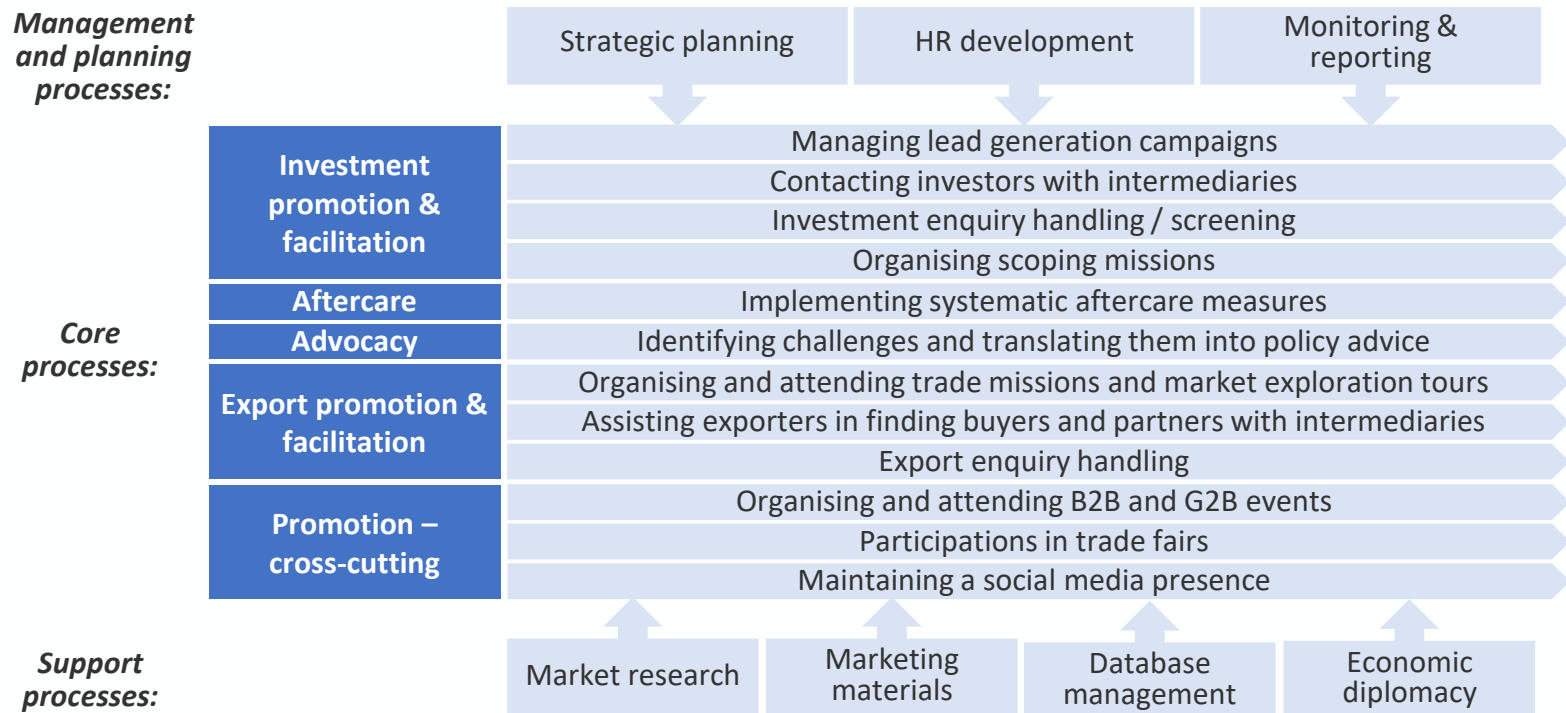 Management
and planning
processes:
Strategic planning
HR development
Monitoring &
reporting
Core
processes:
Investment
promotion &
facilitation
Managing lead generation campaigns
Contacting investors with intermediaries
Investment enquiry handling / screening
Organising scoping missions
Aftercare
Implementing systematic aftercare measures
Advocacy
Identifying challenges and translating them into policy advice
Export promotion &
facilitation
Organising and attending trade missions and market exploration tours
Assisting exporters in finding buyers and partners with intermediaries
Export enquiry handling
Promotion –
cross-cutting
Organising and attending B2B and G2B events
Participations in trade fairs
Maintaining a social media presence
Support
processes:
Market research
Marketing
materials
Database
management
Economic
diplomacy